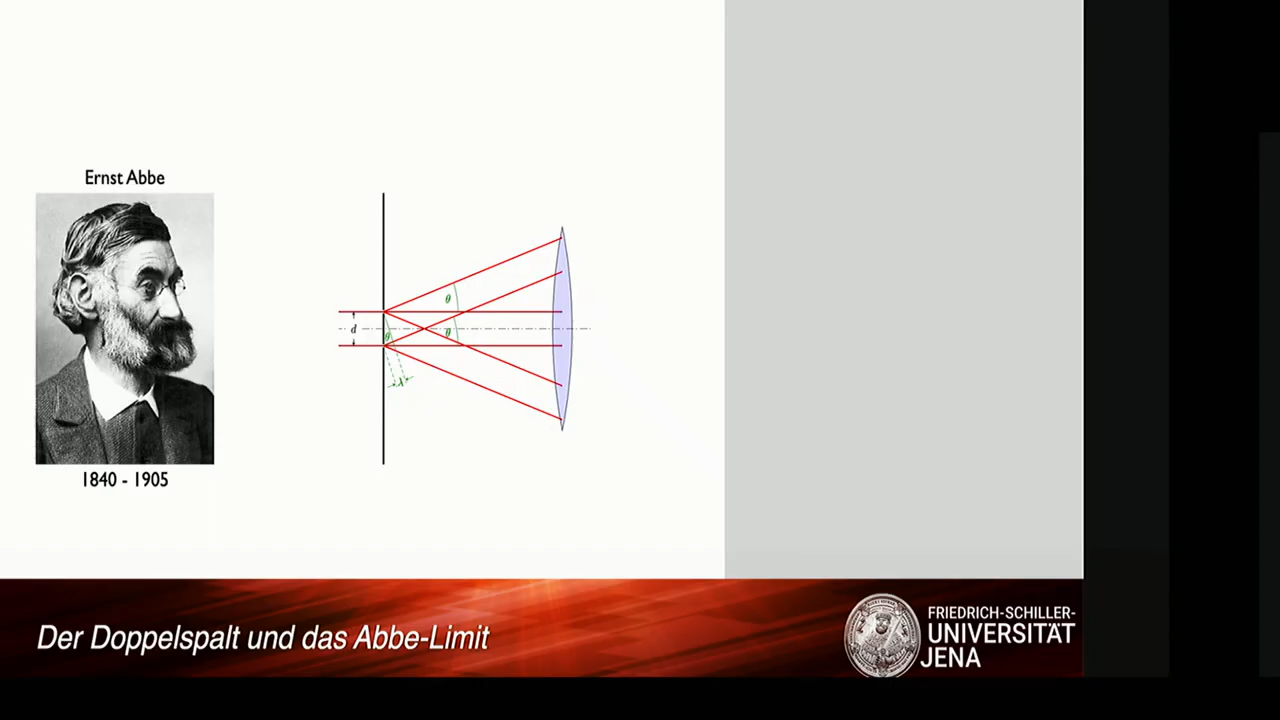 Ernst Abbe
1840 - 1905
θ
d
θ
θ
λ
Der Doppelspalt und das Abbe-Limit
FRIEDRICH-SCHILLER-
UNIVERSITÄT
JENA